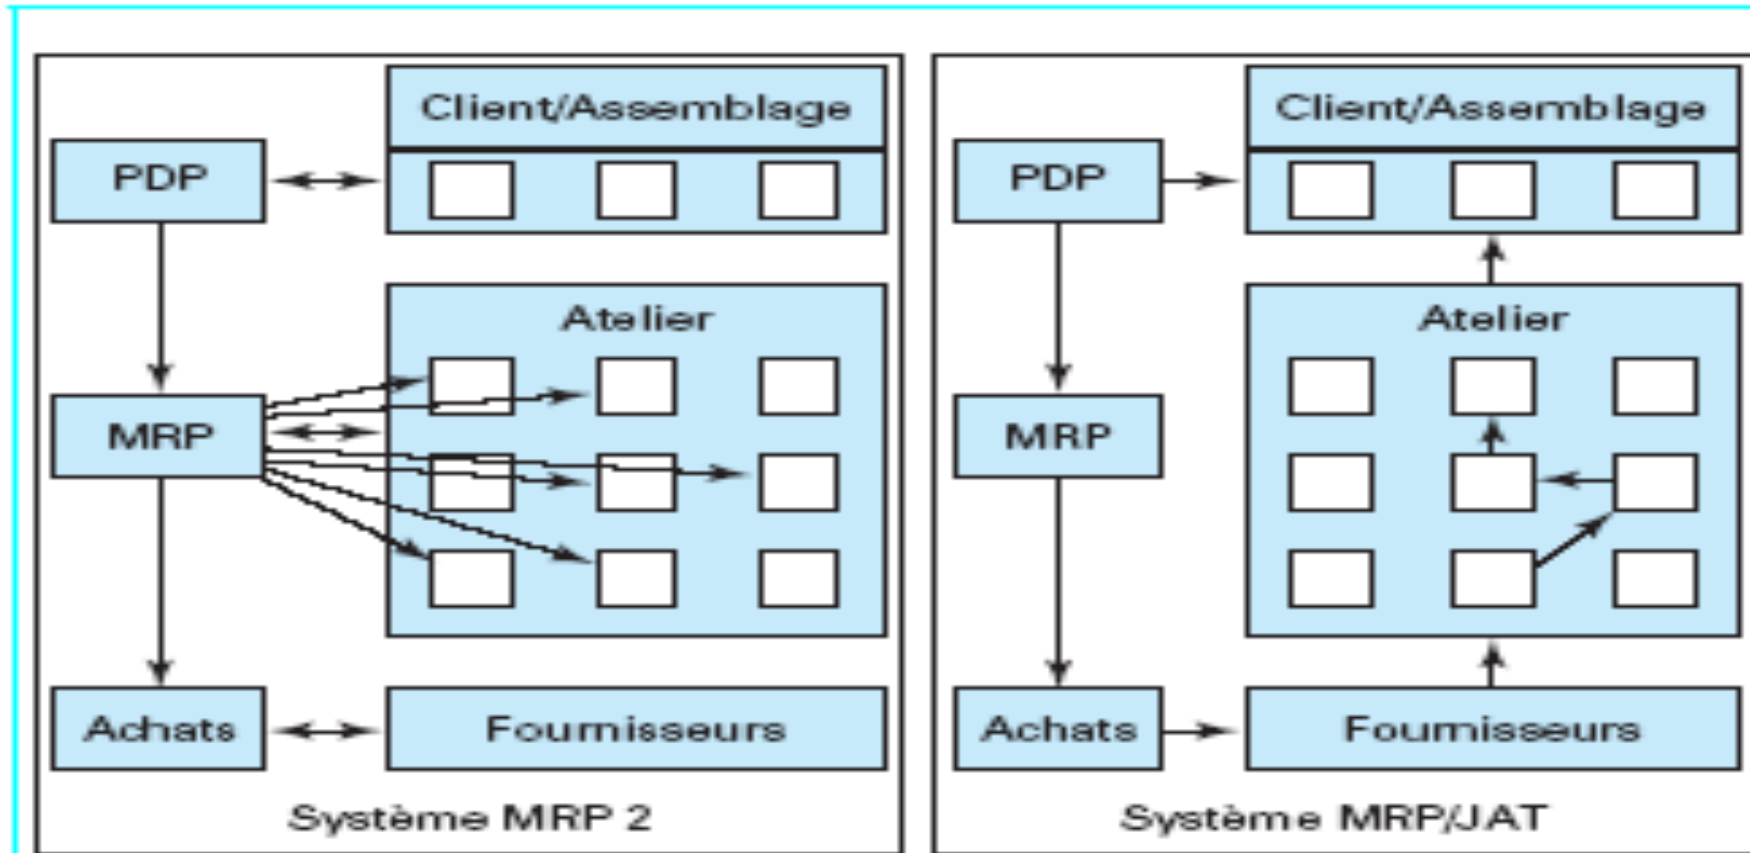 Client/Assemblage
PDP
Atelier
MRP
Achats
Fournisseurs
Système MRP 2
Client/Assemblage
PDP
Atelier
MRP
Achats
Fournisseurs
Système MRP/JAT